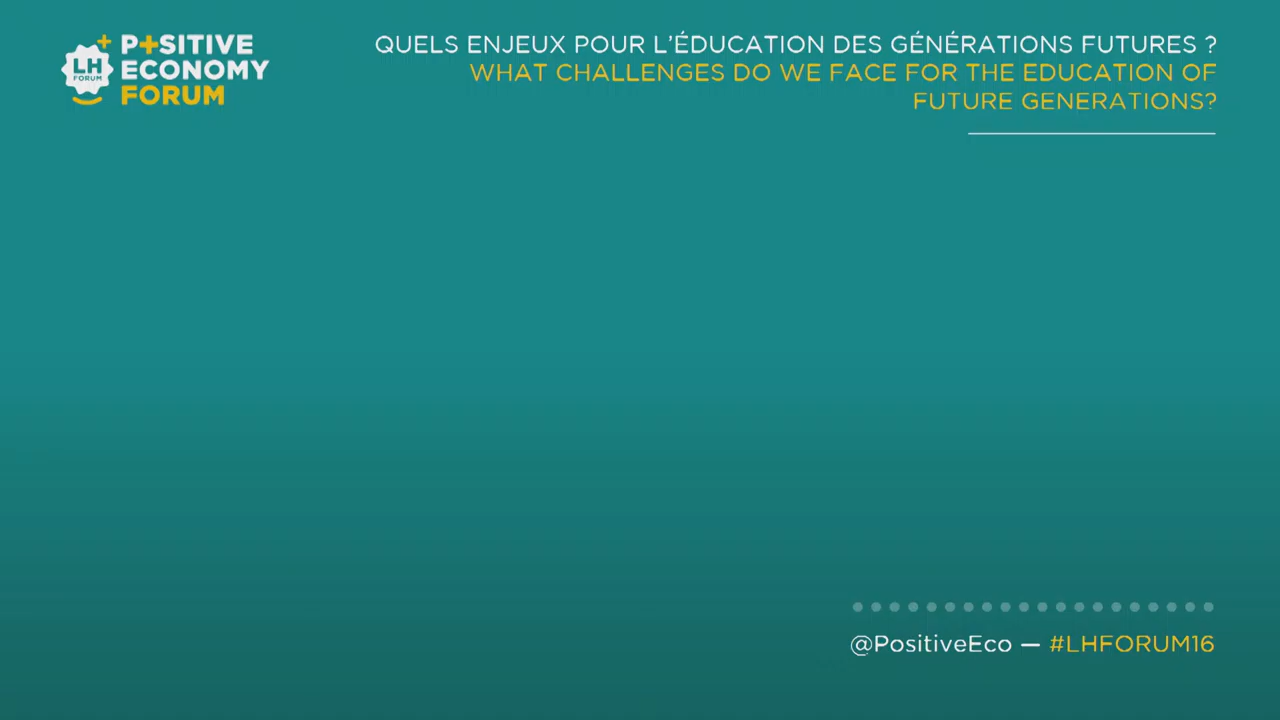 LH
FORUM
P+SITIVE
ECONOMY
FORUM
QUELS ENJEUX POUR L'ÉDUCATION DES GÉNÉRATIONS FUTURES ?
WHAT CHALLENGES DO WE FACE FOR THE EDUCATION OF
FUTURE GENERATIONS?
@PositiveEco — #LHFORUM16